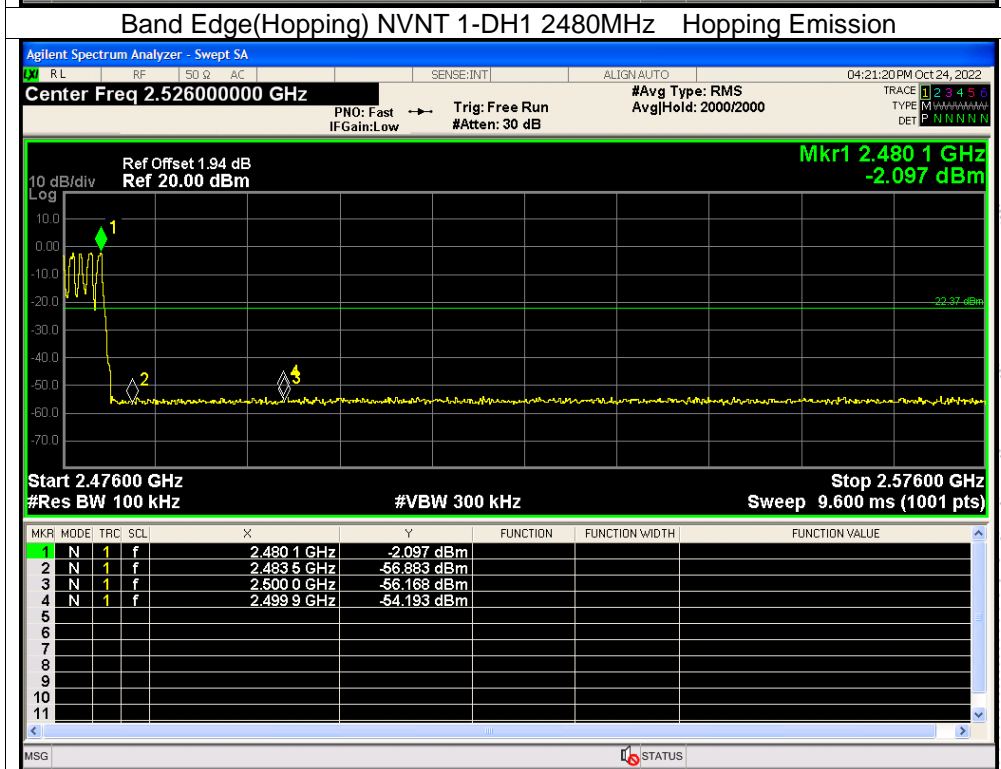 Band Edge(Hopping) NVNT 1-DH1 2480MHz Hopping Emission
Agilent Spectrum Analyzer - Swept SA
LXI RL RF 50 Ω AC SENSE:INT ALIGN AUTO 04:21:20 PM Oct 24, 2022
Center Freq 2.526000000 GHz #Avg Type: RMS TRACE 1 2 3 4 5 6
PNO: Fast Trig: Free Run Avg|Hold: 2000/2000 TYPE M
IFGain:Low #Atten: 30 dB DET P N N N N N
Mkr1 2.480 1 GHz
Ref Offset 1.94 dB
10 dB/div Ref 20.00 dBm -2.097 dBm
Log
10.0
1
0.00
-10.0
-20.0
-22.37 dBm
-30.0
-40.0
-50.0
2
4
3
-60.0
-70.0
Start 2.47600 GHz Stop 2.57600 GHz
#Res BW 100 kHz #VBW 300 kHz Sweep 9.600 ms (1001 pts)
MKR MODE TRC SCL X Y FUNCTION FUNCTION WIDTH FUNCTION VALUE
1 N 1 f 2.480 1 GHz -2.097 dBm
2 N 1 f 2.483 5 GHz -56.883 dBm
3 N 1 f 2.500 0 GHz -56.168 dBm
4 N 1 f 2.499 9 GHz -54.193 dBm
5
6
7
8
9
10
11
MSG STATUS